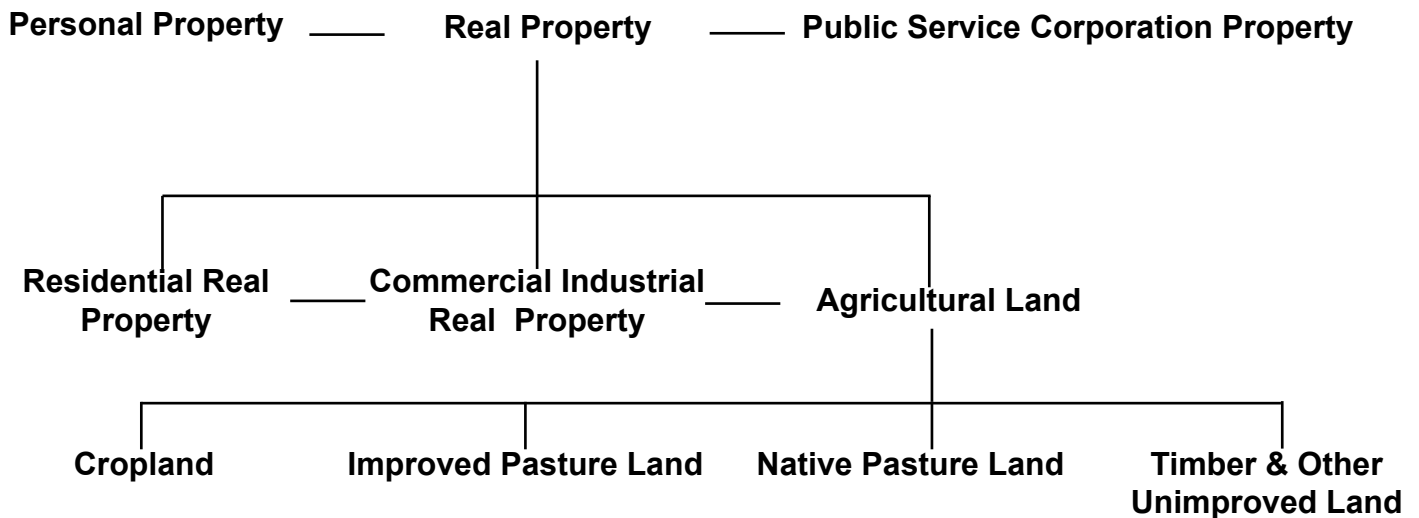 Personal Property Real Property Public Service Corporation Property
Residential Real Commercial Industrial Agricultural Land
Property Real Property
Cropland Improved Pasture Land Native Pasture Land Timber & Other
Unimproved Land